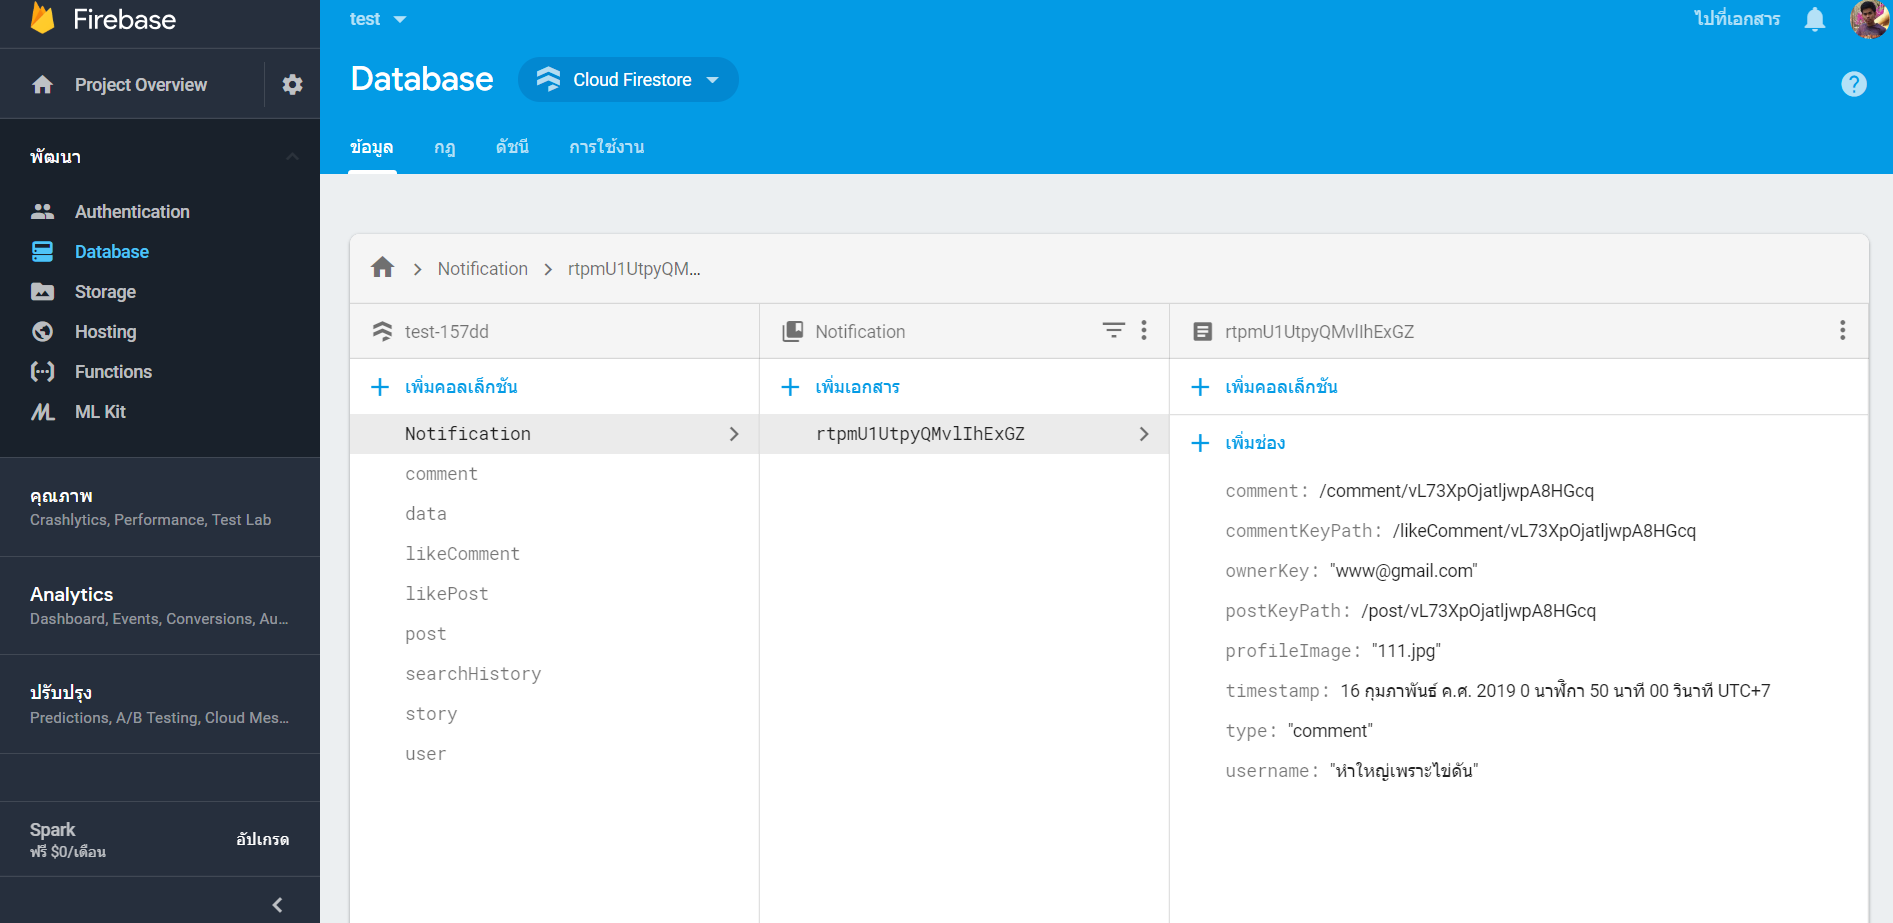 Firebase
test
ไปที่เอกสาร
Project Overview
Database
Cloud Firestore
ข้อมูล
กฎ
ดัชนี
การใช้งาน
พัฒนา
Authentication
Database
Storage
Hosting
Functions
ML Kit
คุณภาพ
Crashlytics, Performance, Test Lab
Analytics
Dashboard, Events, Conversions, Au...
ปรับปรุง
Predictions, A/B Testing, Cloud Mes...
Spark
ฟรี $0/เดือน
อัปเกรด
Notification
rtpmU1UtpyQM...
test-157dd
Notification
rtpmU1UtpyQMvlIhExGZ
เพิ่มคอลเล็กชัน
เพิ่มเอกสาร
เพิ่มคอลเล็กชัน
Notification
comment
data
likeComment
likePost
post
searchHistory
story
user
rtpmU1UtpyQMvlIhExGZ
เพิ่มช่อง
comment: /comment/vL73XpOjatljwpA8HGcq
commentKeyPath: /likeComment/vL73XpOjatljwpA8HGcq
ownerKey: "www@gmail.com"
postKeyPath: /post/vL73XpOjatljwpA8HGcq
profileImage: "111.jpg"
timestamp: 16 กุมภาพันธ์ ค.ศ. 2019 0 นาฬิกา 50 นาที 00 วินาที UTC+7
type: "comment"
username: "หำใหญ่เพราะไข่ดัน"